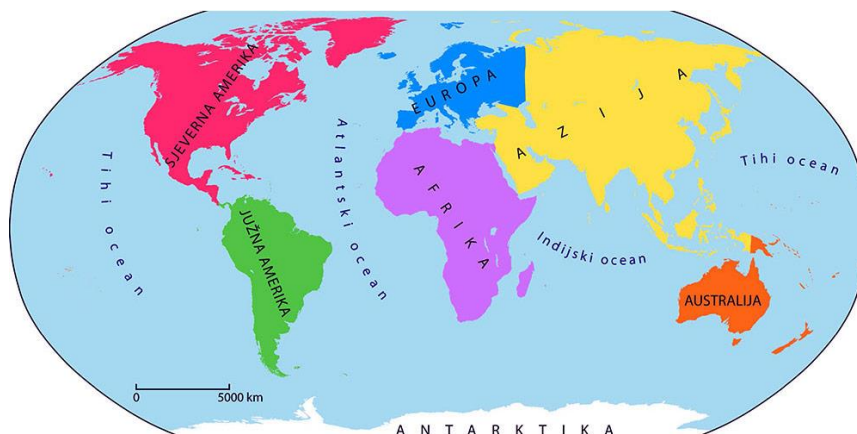 SJEVERNA AMERIKA
EUROPA
AZIJA
Tihi ocean
Atlantski ocean
AFRIKA
Tihi ocean
JUŽNA AMERIKA
Indijski ocean
AUSTRALIJA
0 5000 km
ANTARKTIKA